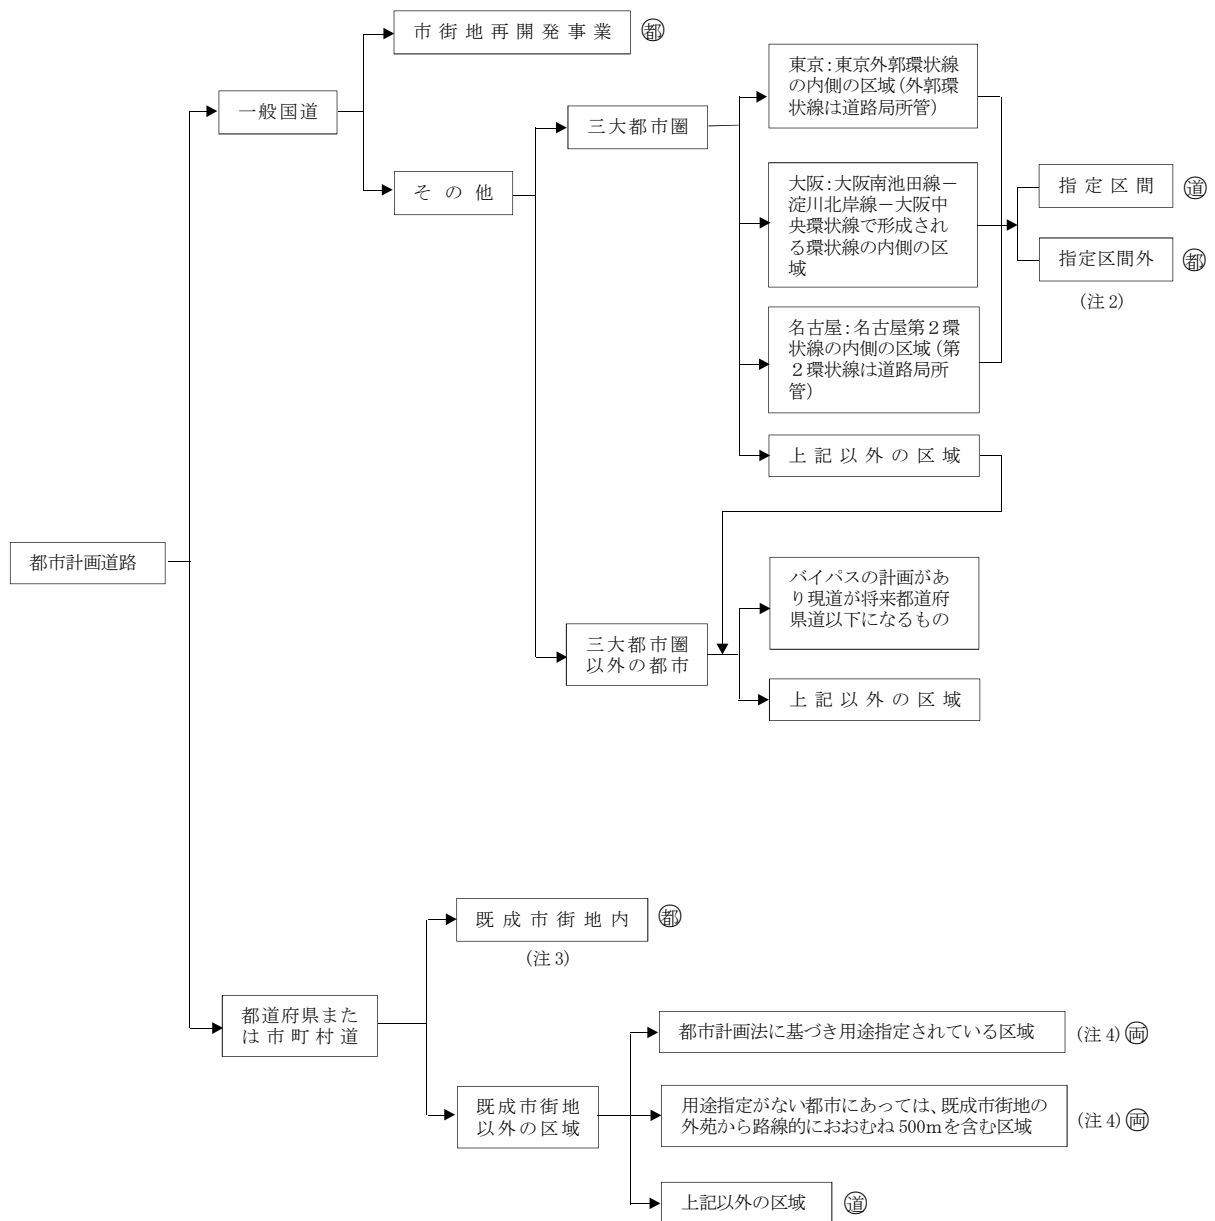 市街地再開発事業 ㊞都
東京：東京外郭環状線
の内側の区域（外郭環
状線は道路局所管）
一般国道
三大都市圏
その他
大阪：大阪南池田線－
淀川北岸線－大阪中
央環状線で形成され
る環状線の内側の区
域
指定区間 道
指定区間外 都
（注２）
名古屋：名古屋第２環
状線の内側の区域（第
２環状線は道路局所
管）
上記以外の区域
都市計画道路
バイパスの計画があ
り現道が将来都道府
県道以下になるもの
三大都市圏
以外の都市
上記以外の区域
既成市街地内 都
（注３）
都道府県また
は市町村道
都市計画法に基づき用途指定されている区域 （注４） 両
既成市街地
以外の区域
用途指定がない都市にあっては、既成市街地の
外苑から路線的におおむね500mを含む区域 （注４） 両
上記以外の区域 道